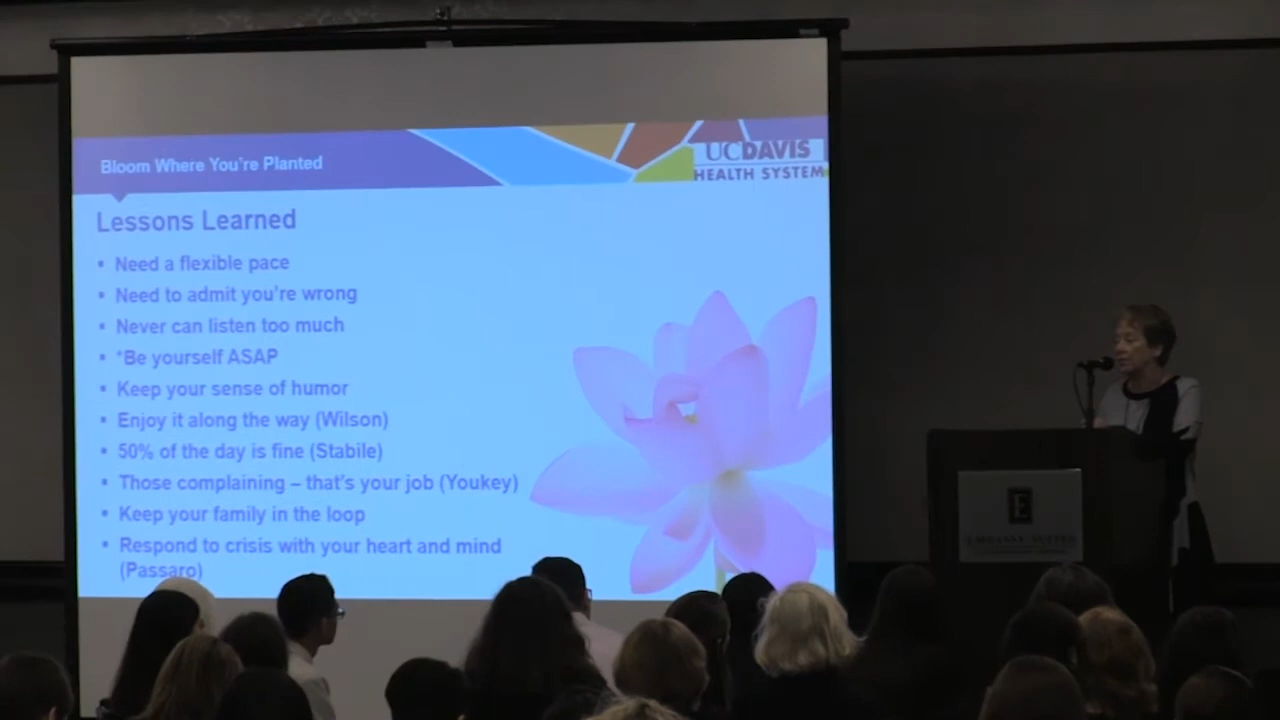 Bloom Where You're Planted
UCDAVIS
HEALTH SYSTEM
Lessons Learned
▪ Need a flexible pace
▪ Need to admit you're wrong
▪ Never can listen too much
▪ *Be yourself ASAP
▪ Keep your sense of humor
▪ Enjoy it along the way (Wilson)
▪ 50% of the day is fine (Stabile)
▪ Those complaining – that's your job (Youkey)
▪ Keep your family in the loop
▪ Respond to crisis with your heart and mind
(Passaro)
E
EMBASSY SUITES